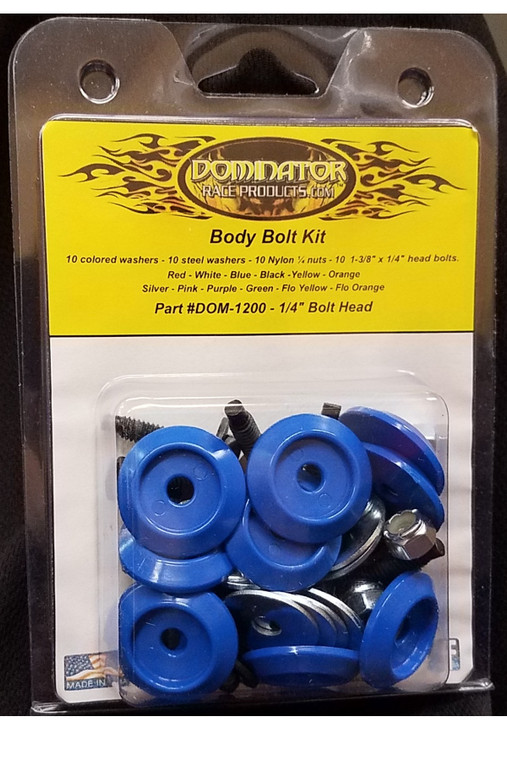 DOMINATOR
RACEPRODUCTS.COM
Body Bolt Kit
10 colored washers - 10 steel washers - 10 Nylon ¼ nuts - 10 1-3/8" x 1/4" head bolts.
Red - White - Blue - Black -Yellow - Orange
Silver - Pink - Purple - Green - Flo Yellow - Flo Orange
Part #DOM-1200 - 1/4" Bolt Head
MADE IN